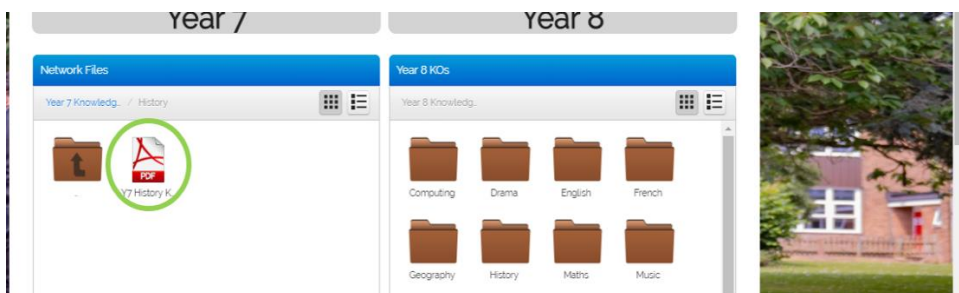 Year 7
Year 8
Network Files
Year 7 Knowledg.. / History
..
PDF
Y7 History K..
Year 8 KOs
Year 8 Knowledg..
Computing
Drama
English
French
Geography
History
Maths
Music